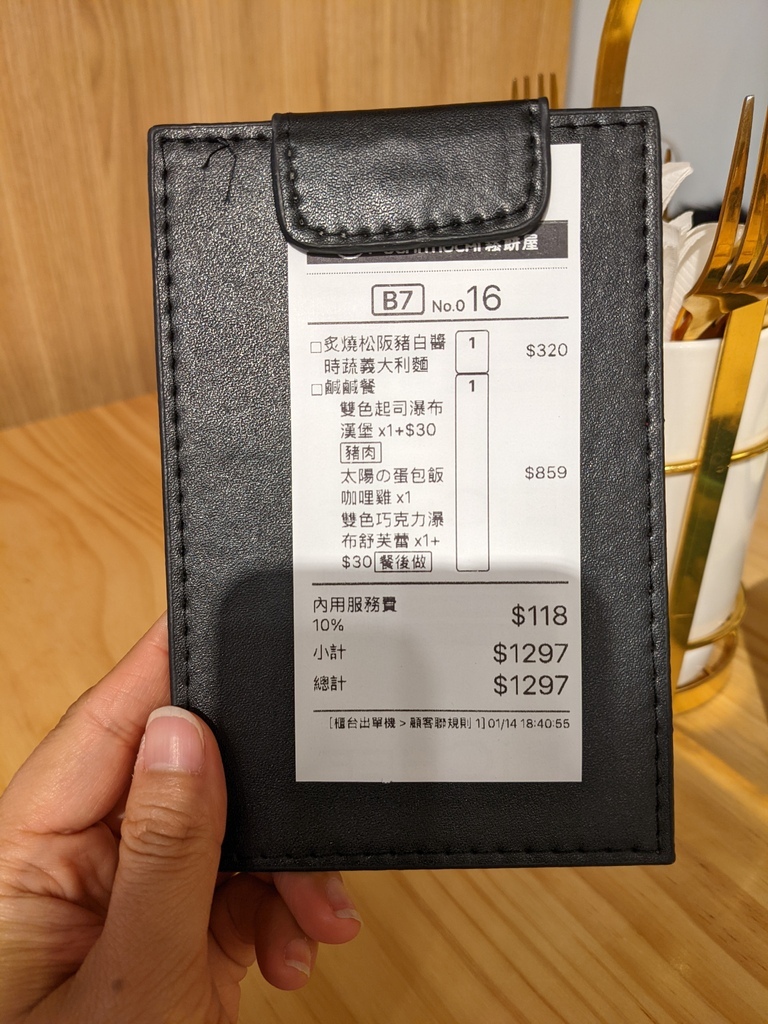 鬆餅屋
B7 No.016
□炙燒松阪豬白醬 1 $320
時蔬義大利麵
□鹹鹹餐 1
雙色起司瀑布
漢堡 x1+$30
豬肉
太陽の蛋包飯 $859
咖哩雞 x1
雙色巧克力瀑
布舒芙蕾 x1+
$30 餐後做
內用服務費 $118
10%
小計 $1297
總計 $1297
[櫃台出單機 > 顧客聯規則 1] 01/14 18:40:55